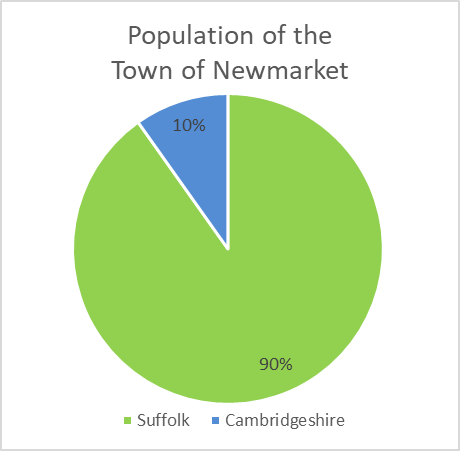 Population of the
Town of Newmarket
10%
90%
Suffolk Cambridgeshire